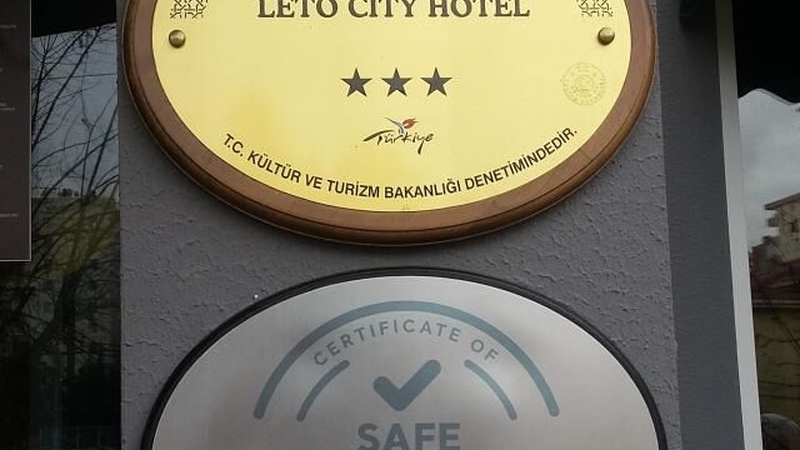 LETO CITY HOTEL
Türkiye
T.C. KÜLTÜR VE TURİZM BAKANLIĞI DENETİMİNDEDİR.
CERTIFICATE OF
SAFE